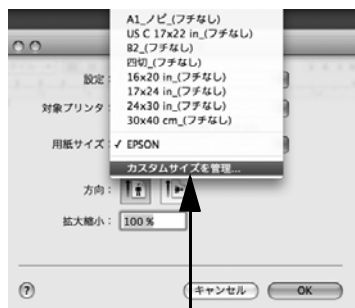 A1_ノビ_(フチなし)
US C 17x22 in_(フチなし)
B2_(フチなし)
四切_(フチなし)
16x20 in_(フチなし)
17x24 in_(フチなし)
24x30 in_(フチなし)
30x40 cm_(フチなし)
設定：
対象プリンタ
用紙サイズ： ✓ EPSON
カスタムサイズを管理...
方向：
拡大縮小： 100 %
? キャンセル OK